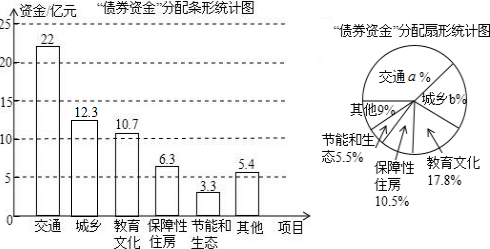 资金/亿元
“债券资金”分配条形统计图
25
20
15
10
5
0
22
12.3
10.7
6.3
3.3
5.4
交通
城乡
教育
文化
保障性
住房
节能和
生态
其他
项目
“债券资金”分配扇形统计图
交通a%
城乡b%
其他9%
节能和生
态5.5%
保障性
住房
10.5%
教育文化
17.8%